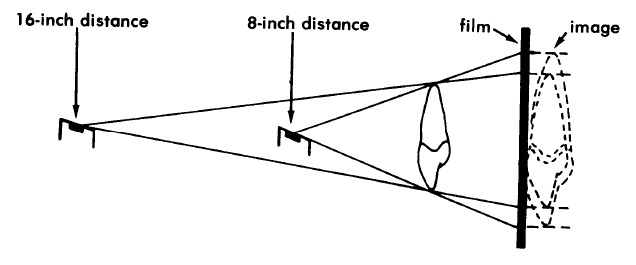 16-inch distance
8-inch distance
film
image